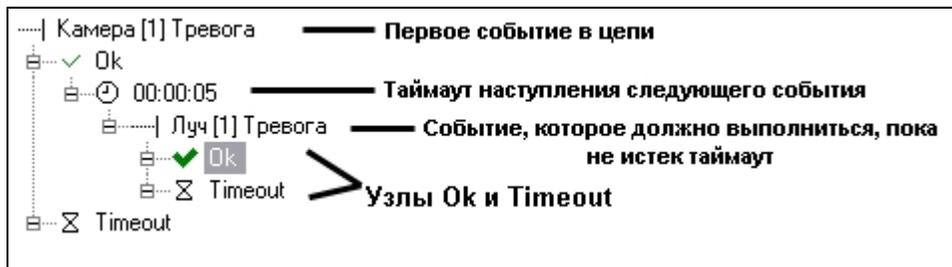 Камера [1] Тревога Первое событие в цепи
Ok
00:00:05 Таймаут наступления следующего события
Луч [1] Тревога Событие, которое должно выполниться, пока
не истек таймаут
Ok
Timeout
Узлы Ok и Timeout
Timeout